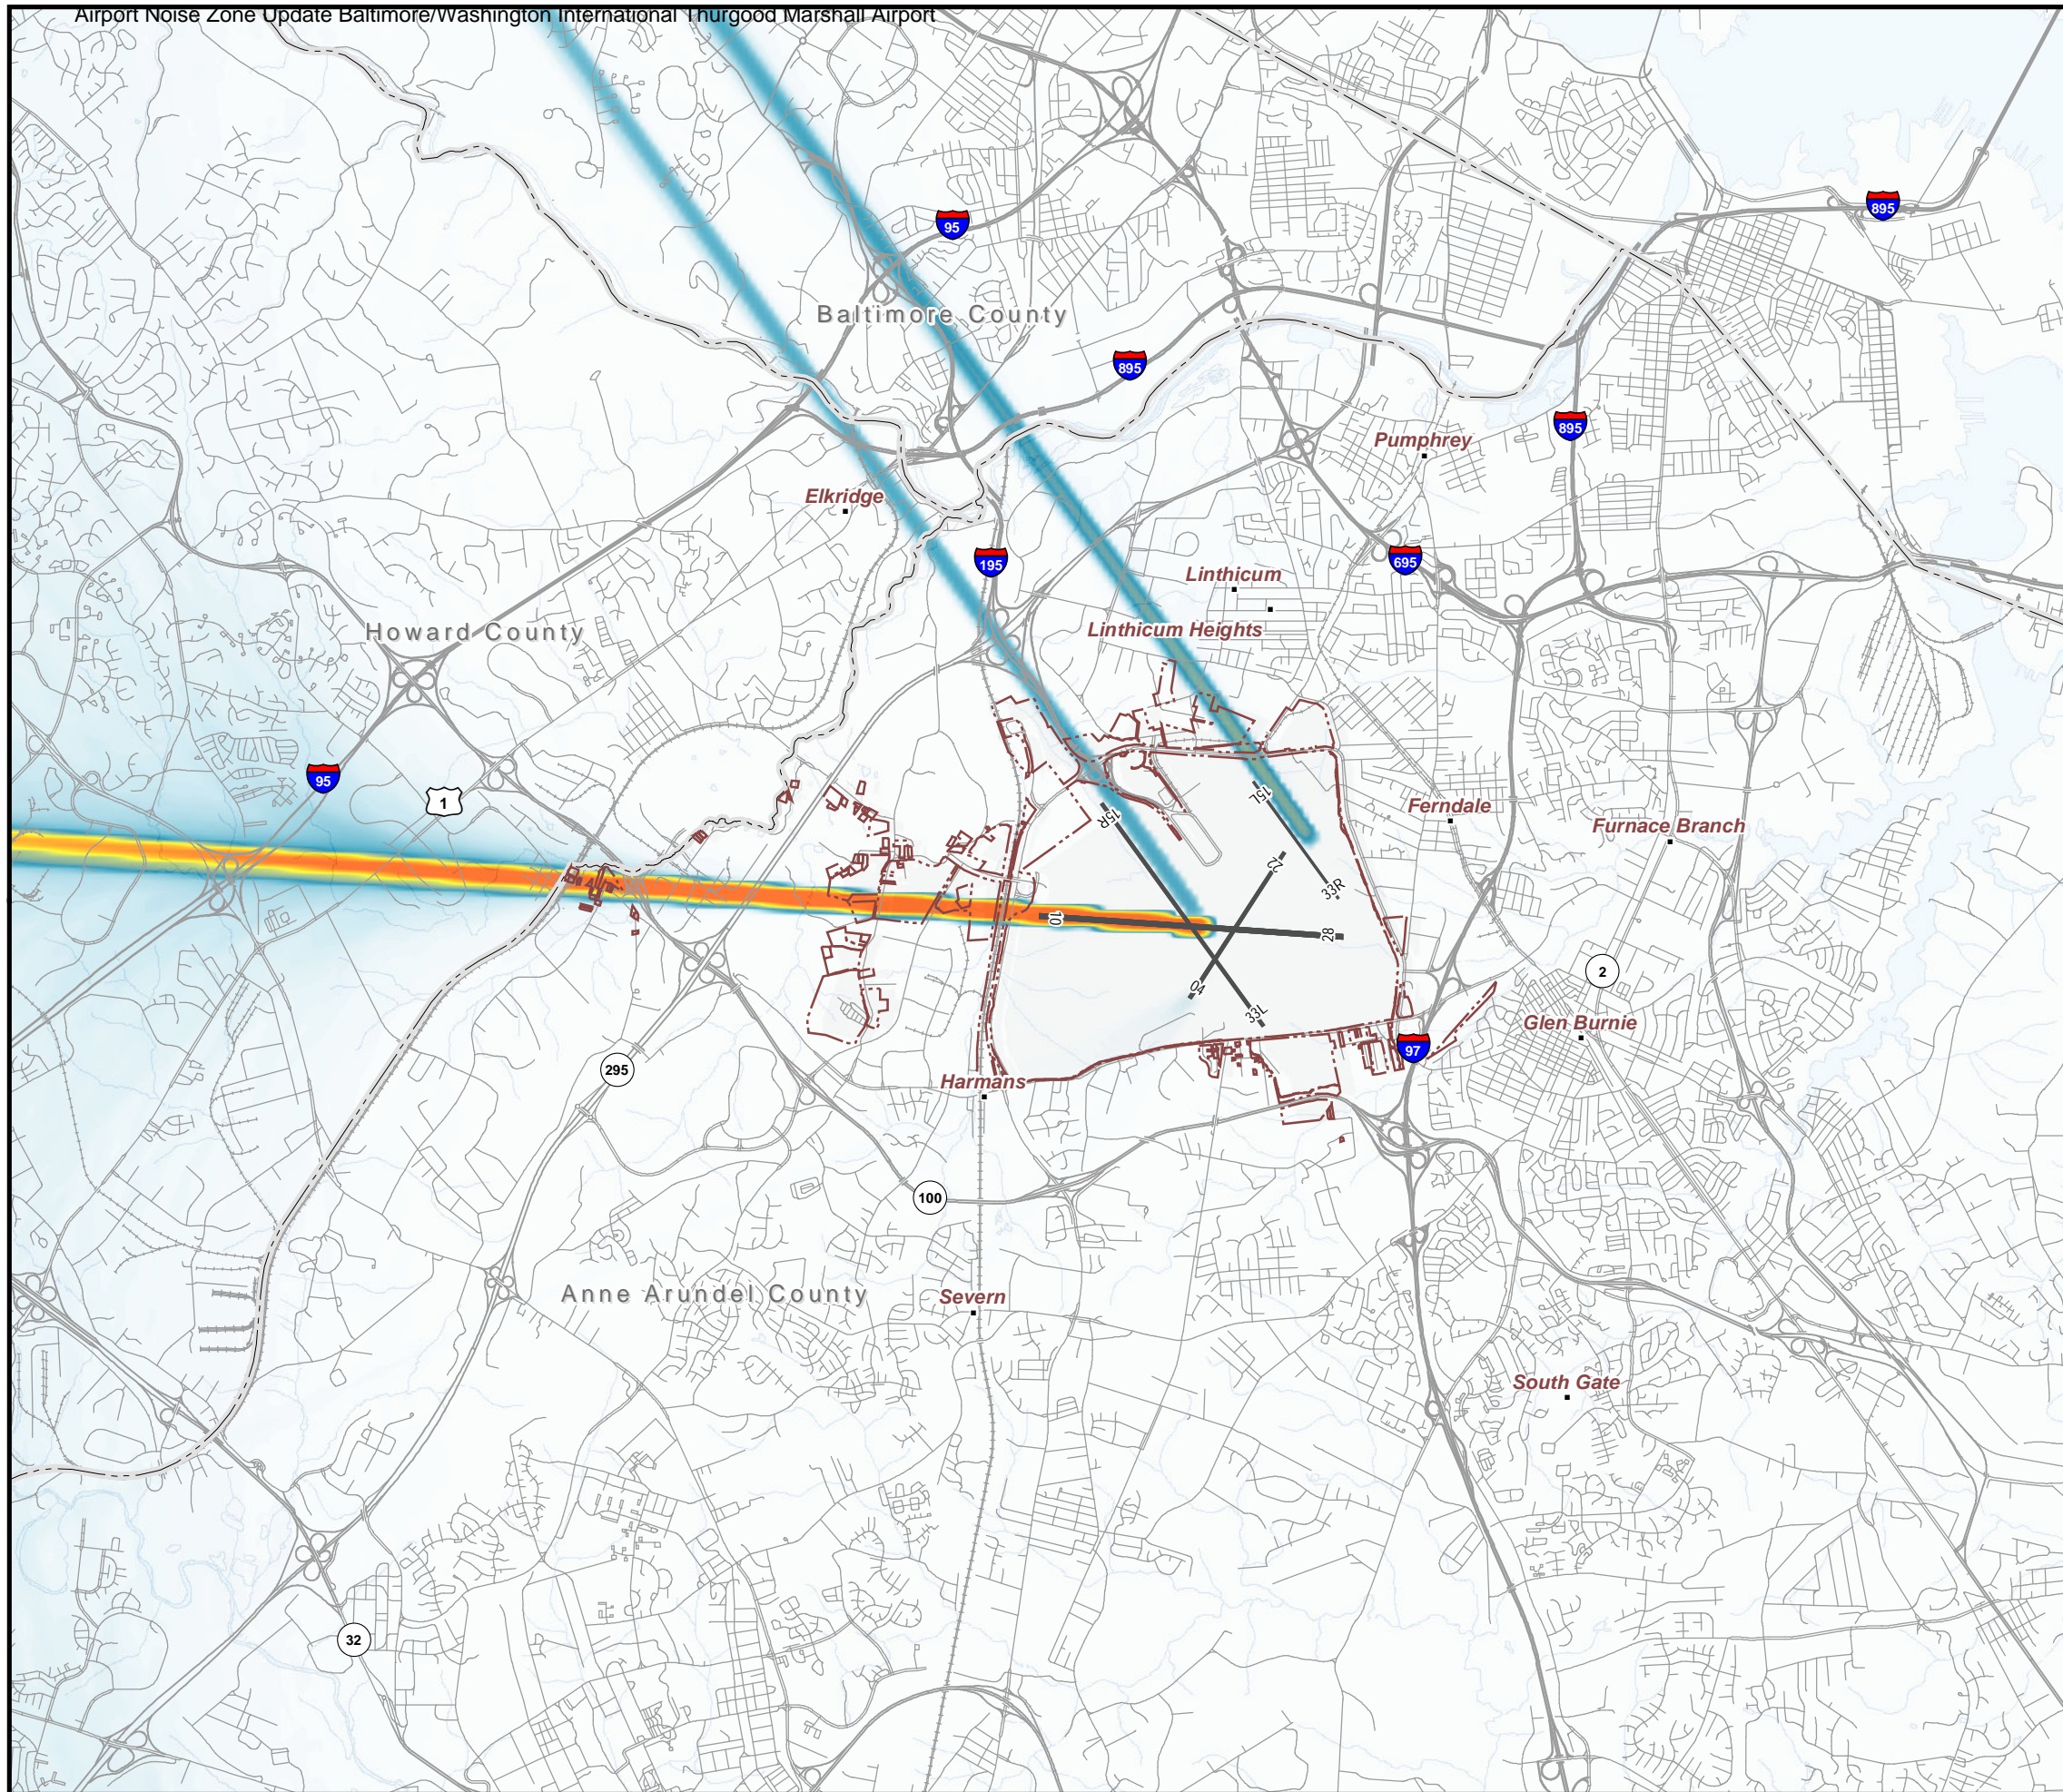 Airport Noise Zone Update Baltimore/Washington International Thurgood Marshall Airport
895
95
Baltimore County
895
895
Pumphrey
Elkridge
695
195
Linthicum
Linthicum Heights
Howard County
95
1
15L
15R
Ferndale
Furnace Branch
22
33R
10
28
2
04
33L
Glen Burnie
97
295
Harmans
100
Anne Arundel County
Severn
South Gate
32